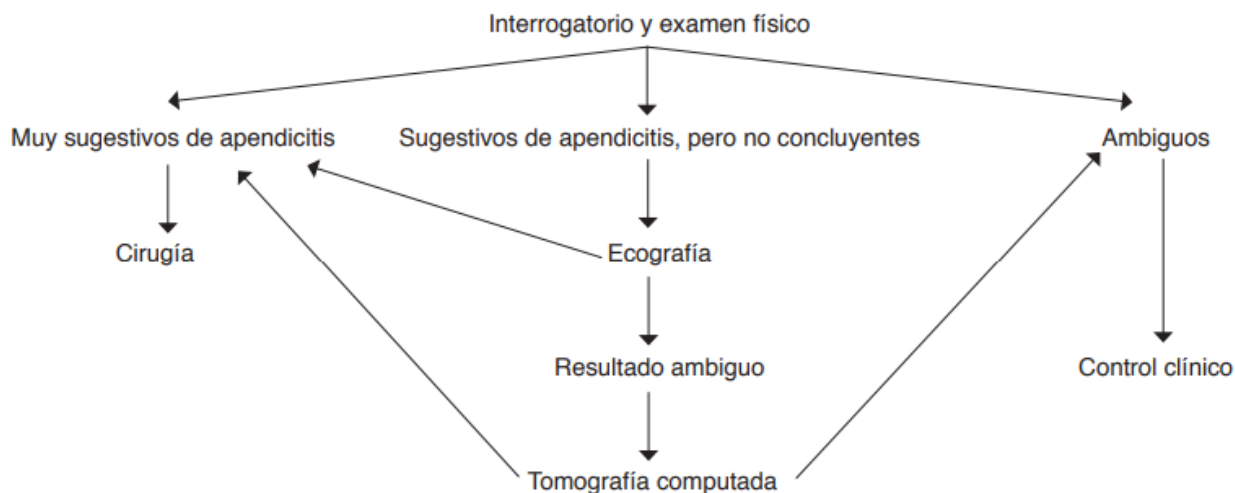 Interrogatorio y examen físico
Muy sugestivos de apendicitis
Sugestivos de apendicitis, pero no concluyentes
Ambiguos
Cirugía
Ecografía
Resultado ambiguo
Control clínico
Tomografía computada